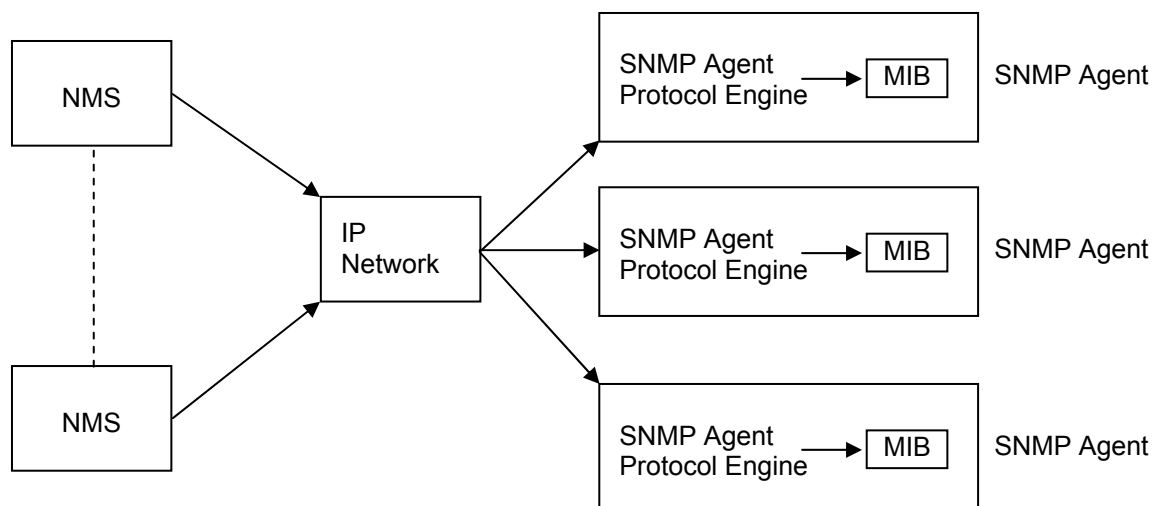 NMS
NMS
IP
Network
SNMP Agent
Protocol Engine
MIB
SNMP Agent
SNMP Agent
Protocol Engine
MIB
SNMP Agent
SNMP Agent
Protocol Engine
MIB
SNMP Agent